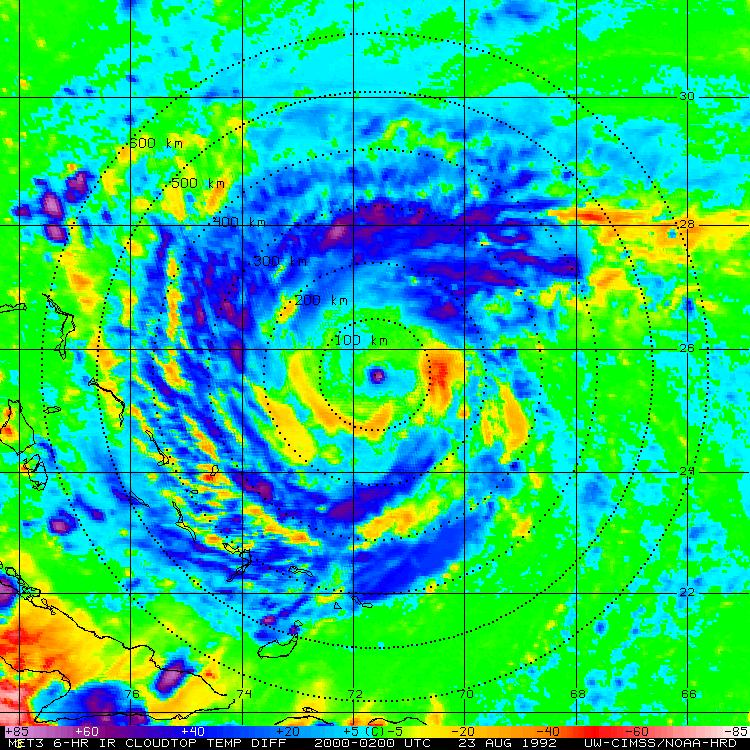 30
600 km
500 km
400 km
28
300 km
200 km
100 km
26
24
22
76 74 72 70 68 66
+85 +60 +40 +20 +5 (C) -5 -20 -40 -60 -85
MET3 6-HR IR CLOUDTOP TEMP DIFF 2000-0200 UTC 23 AUG 1992 UW-CIMSS?NOAA-HRD